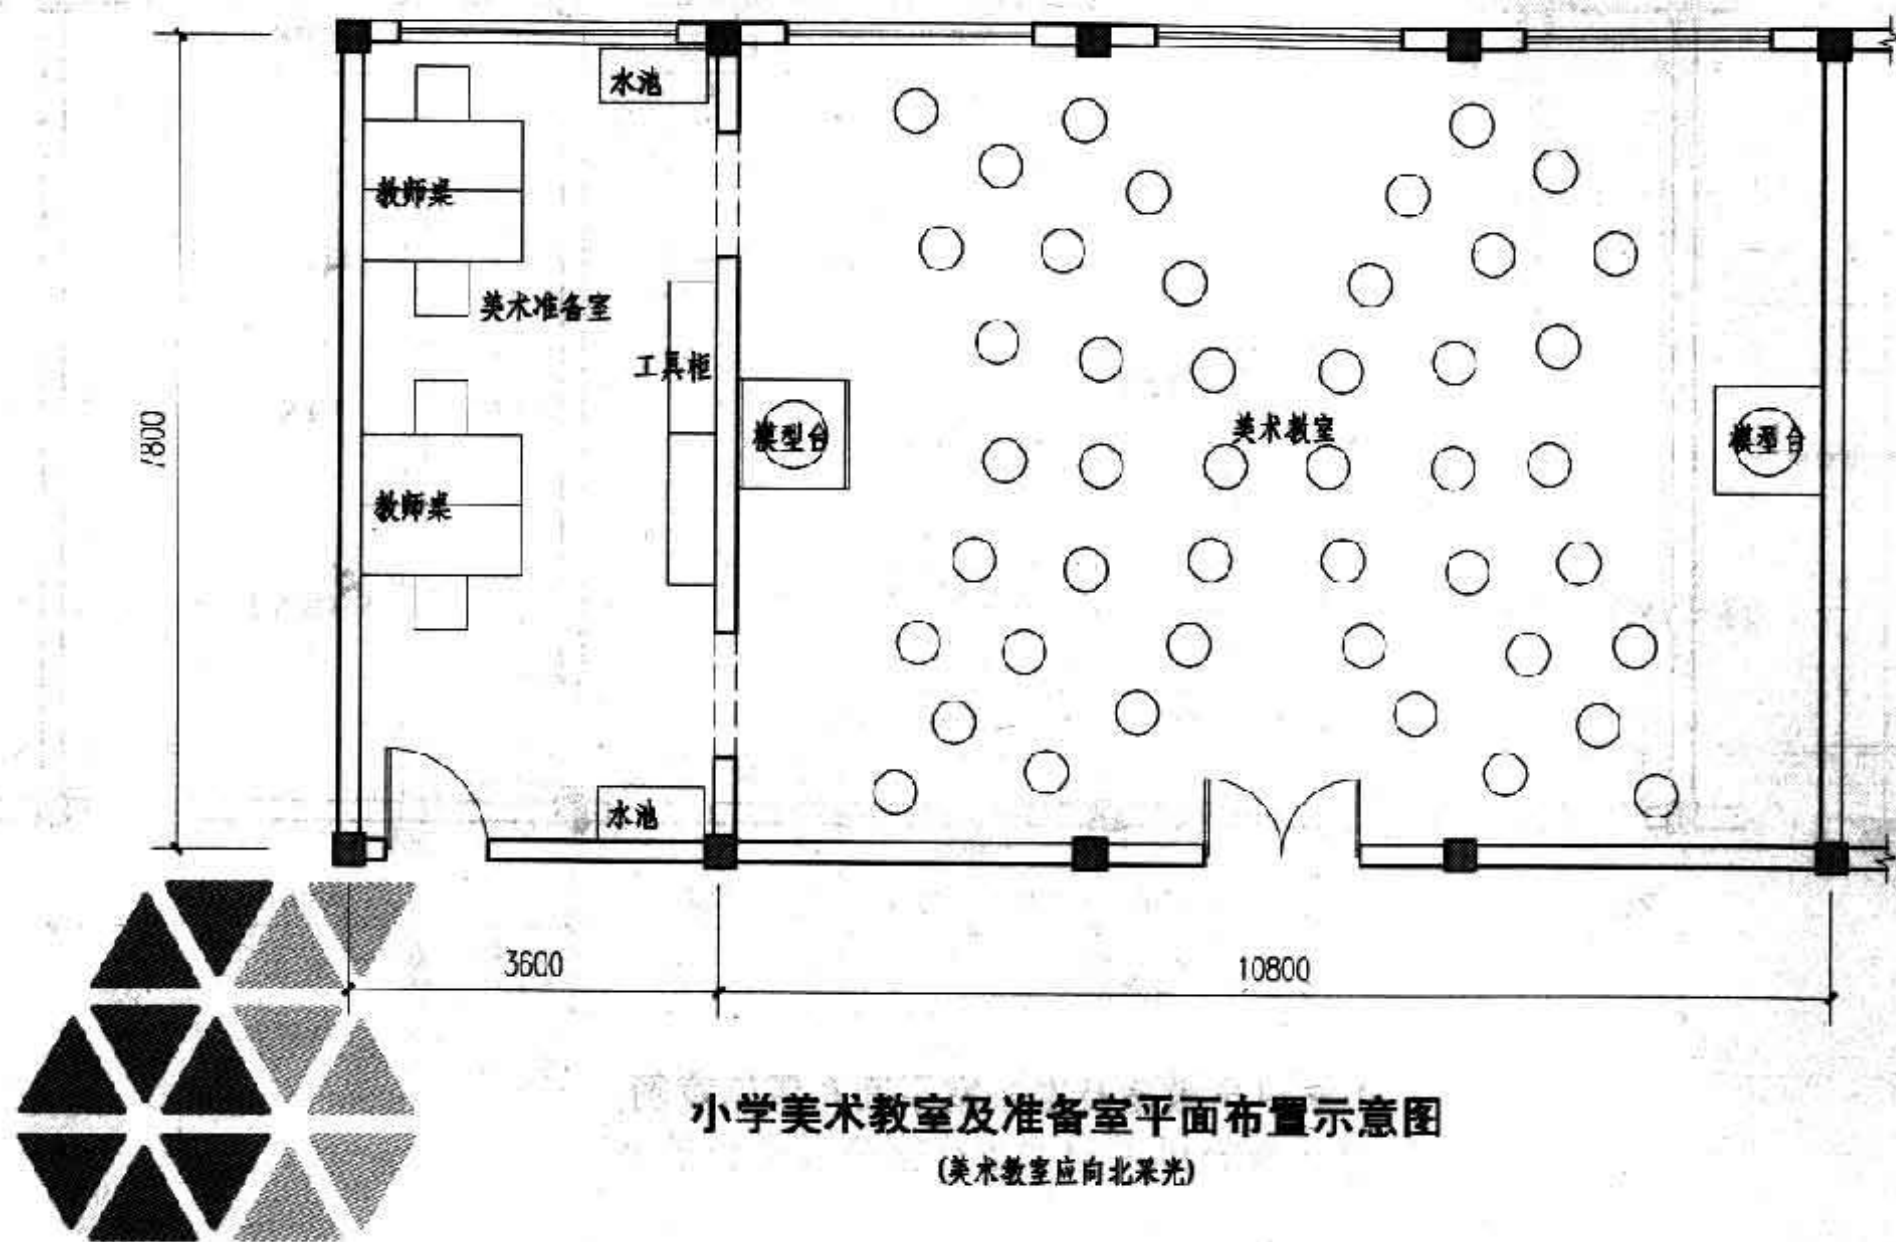 水池
教师桌
美术准备室
工具柜
模型台
美术教室
模型台
教师桌
水池
7800
3600
10800
小学美术教室及准备室平面布置示意图
(美术教室应向北采光)